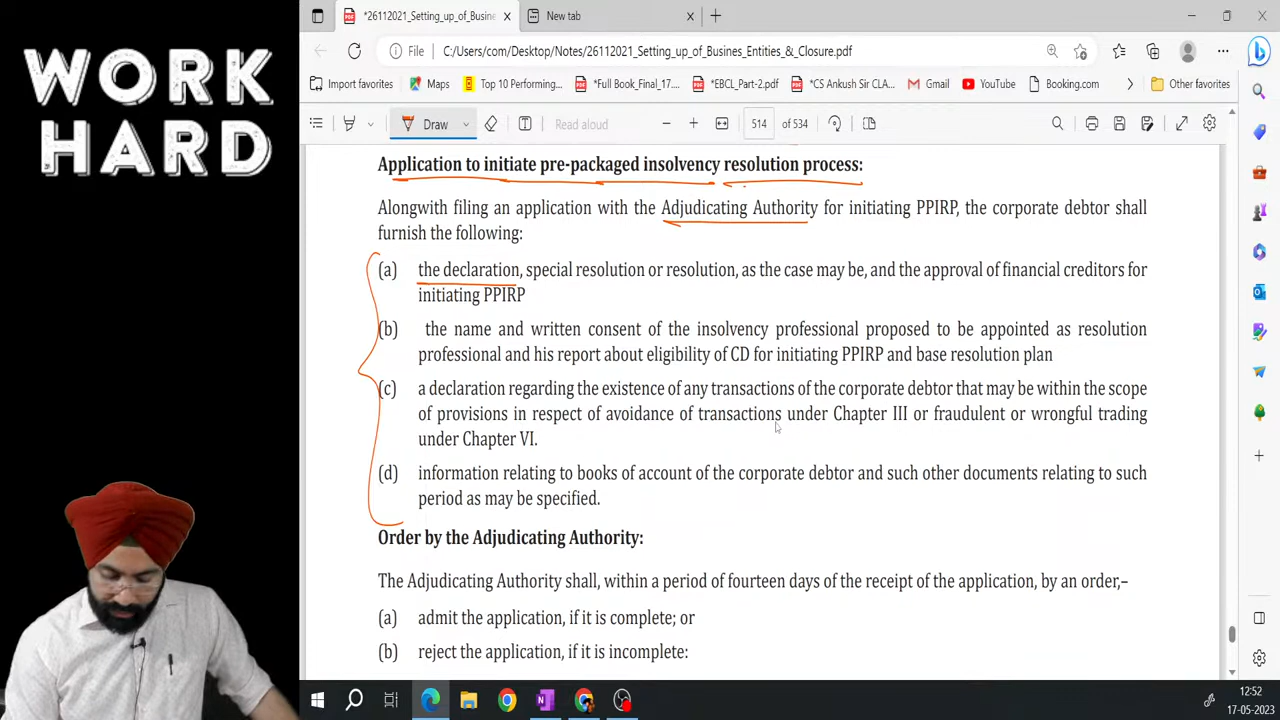 WORK
HARD
*26112021_Setting_up_of_Busine
New tab
File
C:/Users/com/Desktop/Notes/26112021_Setting_up_of_Busines_Entities_&_Closure.pdf
Import favorites
Maps
Top 10 Performing...
*Full Book_Final_17....
*EBCL_Part-2.pdf
*CS Ankush Sir CLA...
Gmail
YouTube
Booking.com
Other favorites
Draw
Read aloud
514
of 534
Application to initiate pre-packaged insolvency resolution process:
Alongwith filing an application with the Adjudicating Authority for initiating PPIRP, the corporate debtor shall
furnish the following:
(a) the declaration, special resolution or resolution, as the case may be, and the approval of financial creditors for
initiating PPIRP
(b) the name and written consent of the insolvency professional proposed to be appointed as resolution
professional and his report about eligibility of CD for initiating PPIRP and base resolution plan
(c) a declaration regarding the existence of any transactions of the corporate debtor that may be within the scope
of provisions in respect of avoidance of transactions under Chapter III or fraudulent or wrongful trading
under Chapter VI.
(d) information relating to books of account of the corporate debtor and such other documents relating to such
period as may be specified.
Order by the Adjudicating Authority:
The Adjudicating Authority shall, within a period of fourteen days of the receipt of the application, by an order,–
(a) admit the application, if it is complete; or
(b) reject the application, if it is incomplete:
12:52
17-05-2023